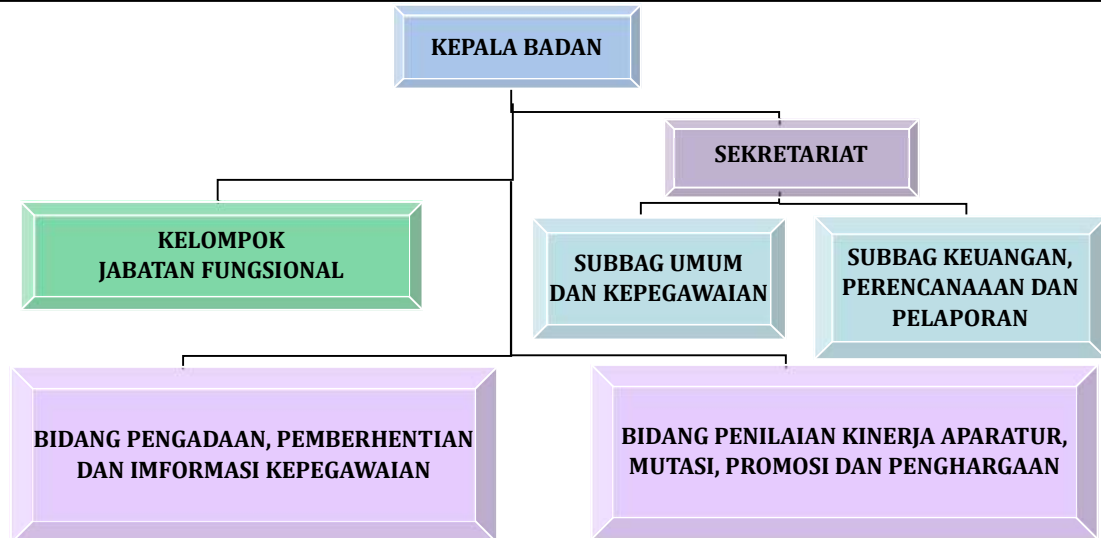 KEPALA BADAN
SEKRETARIAT
KELOMPOK
JABATAN FUNGSIONAL
SUBBAG UMUM
DAN KEPEGAWAIAN
SUBBAG KEUANGAN,
PERENCANAAAN DAN
PELAPORAN
BIDANG PENGADAAN, PEMBERHENTIAN
DAN IMFORMASI KEPEGAWAIAN
BIDANG PENILAIAN KINERJA APARATUR,
MUTASI, PROMOSI DAN PENGHARGAAN